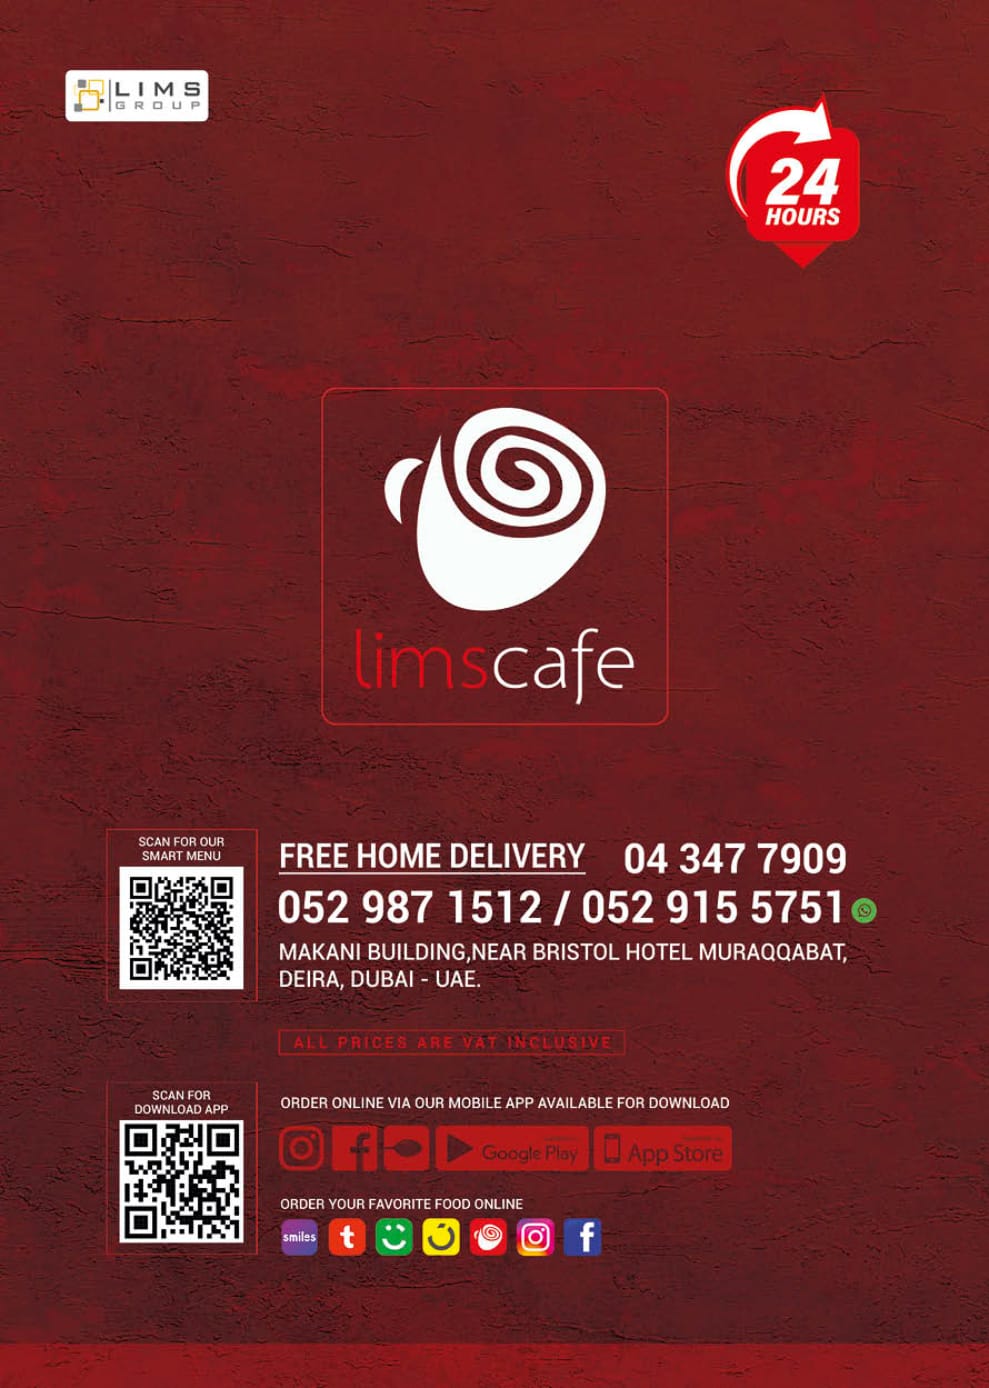 LIMS
GROUP
24
HOURS
limscafe
SCAN FOR OUR
SMART MENU
FREE HOME DELIVERY 04 347 7909
052 987 1512 / 052 915 5751
MAKANI BUILDING,NEAR BRISTOL HOTEL MURAQQABAT,
DEIRA, DUBAI - UAE.
ALL PRICES ARE VAT INCLUSIVE
SCAN FOR
DOWNLOAD APP
ORDER ONLINE VIA OUR MOBILE APP AVAILABLE FOR DOWNLOAD
Google Play App Store
ORDER YOUR FAVORITE FOOD ONLINE
smiles t f